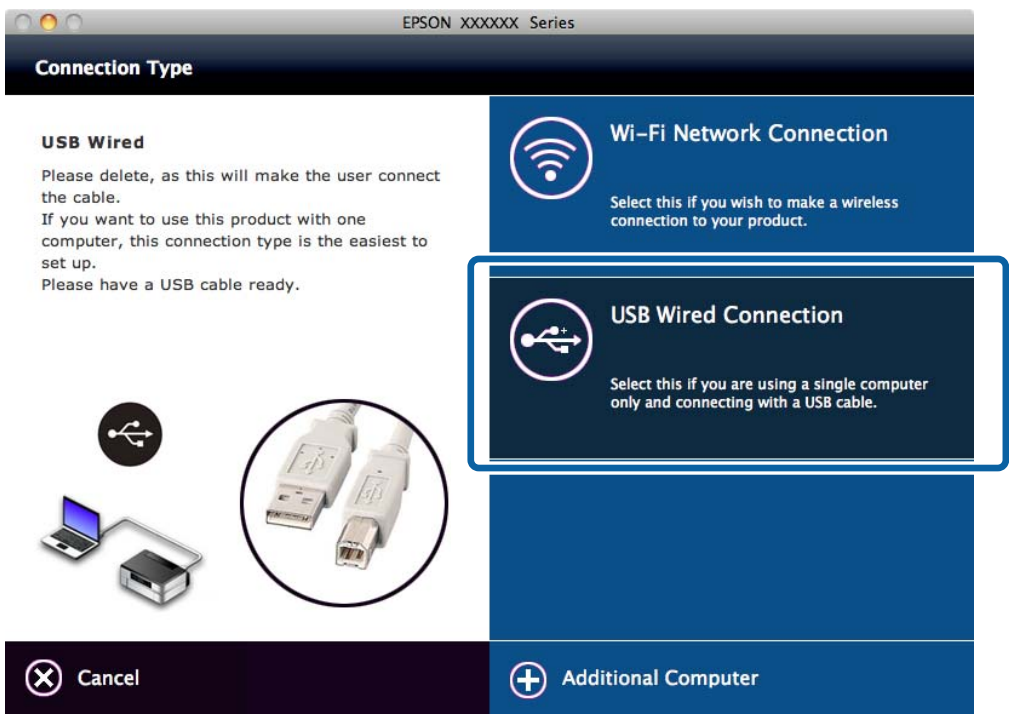 EPSON XXXXXX Series
Connection Type
USB Wired
Please delete, as this will make the user connect
the cable.
If you want to use this product with one
computer, this connection type is the easiest to
set up.
Please have a USB cable ready.
Wi-Fi Network Connection
Select this if you wish to make a wireless
connection to your product.
USB Wired Connection
Select this if you are using a single computer
only and connecting with a USB cable.
Cancel
Additional Computer